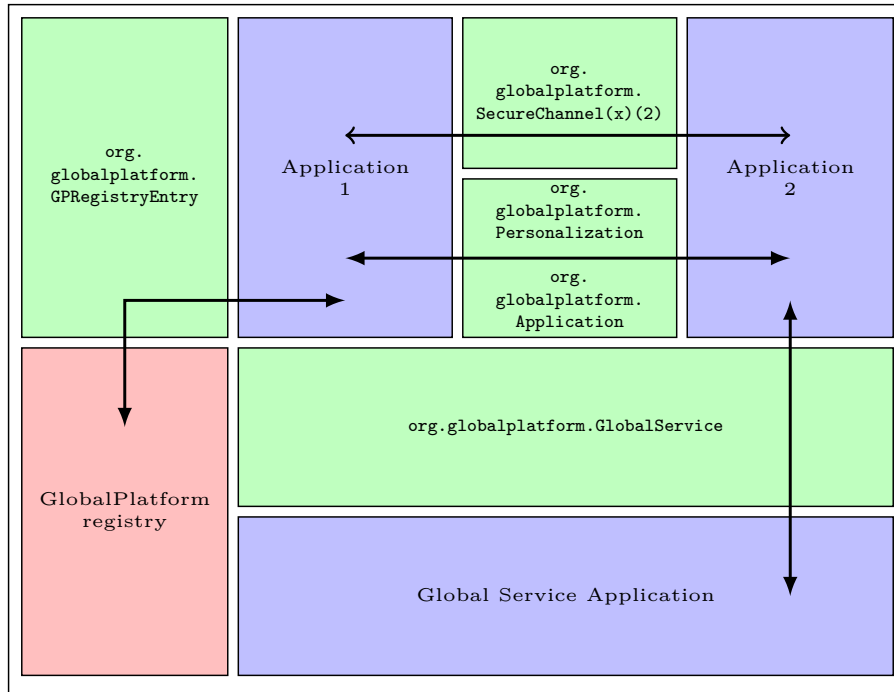 org.
globalplatform.
GPRegistryEntry
Application
1
org.
globalplatform.
SecureChannel(x)(2)
org.
globalplatform.
Personalization
org.
globalplatform.
Application
Application
2
GlobalPlatform
registry
org.globalplatform.GlobalService
Global Service Application